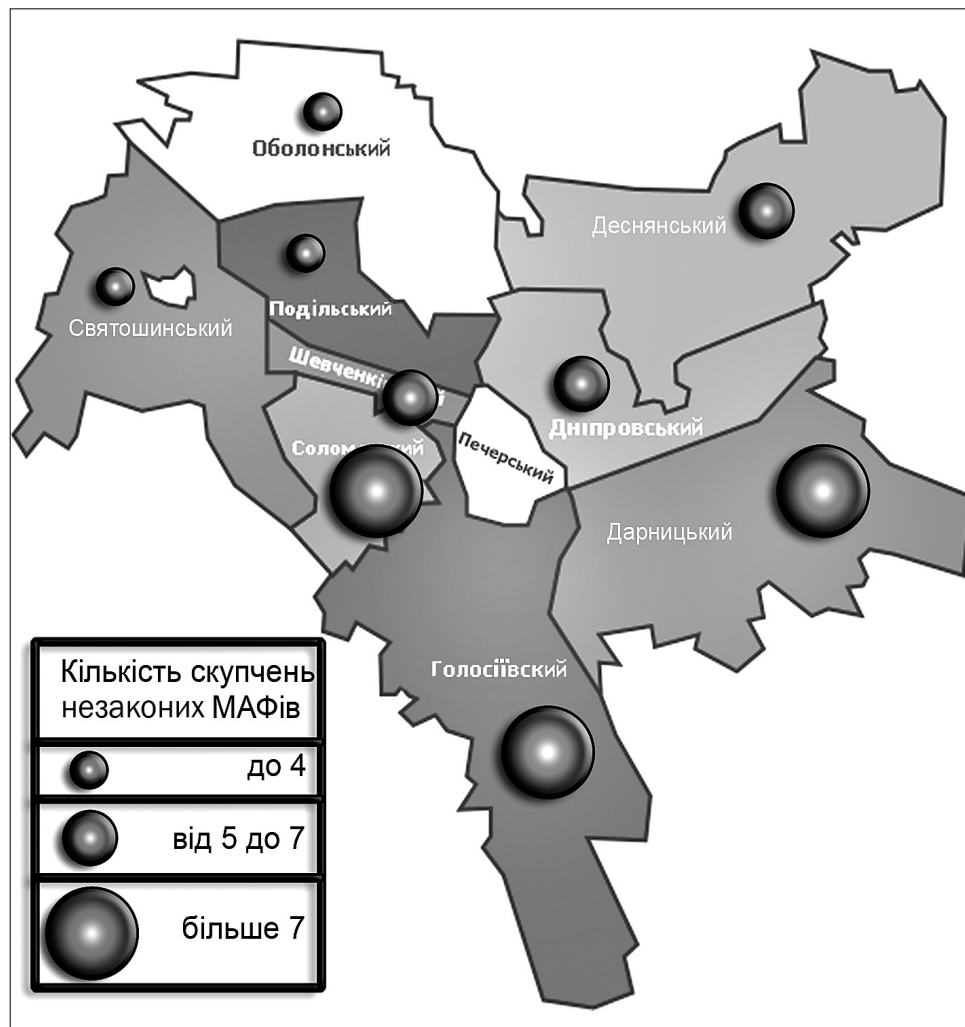 Оболонський
Деснянський
Подільський
Святошинський
Дніпровський
Печерський
Дарницький
Голосіївский
Кількість скупчень
незаконих МАФів
до 4
від 5 до 7
більше 7